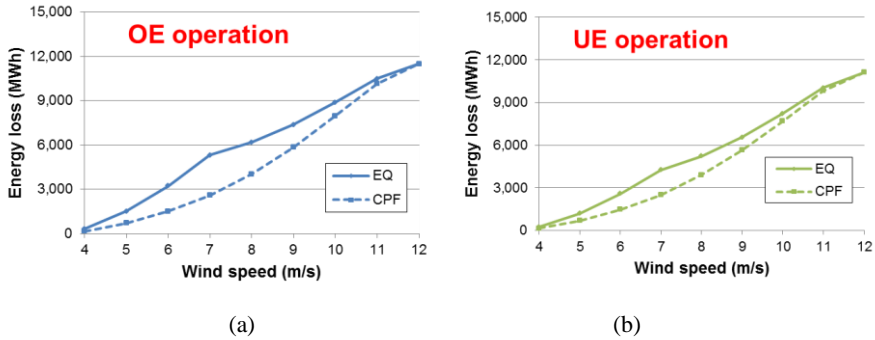 OE operation
Energy loss (MWh)
15,000
12,000
9,000
6,000
3,000
0
EQ
CPF
4 5 6 7 8 9 10 11 12
Wind speed (m/s)
(a)
UE operation
Energy loss (MWh)
15,000
12,000
9,000
6,000
3,000
0
EQ
CPF
4 5 6 7 8 9 10 11 12
Wind speed (m/s)
(b)